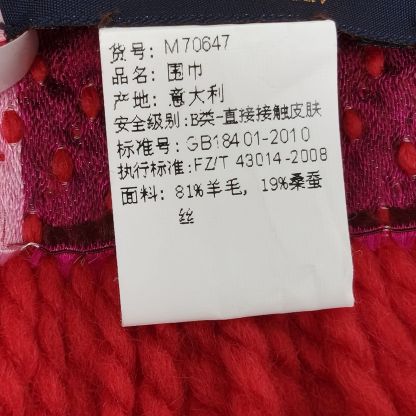 货号: M70647
品名: 围巾
产地: 意大利
安全级别: B类-直接接触皮肤
标准号: GB18401-2010
执行标准: FZ/T 43014-2008
面料: 81%羊毛, 19%桑蚕
丝